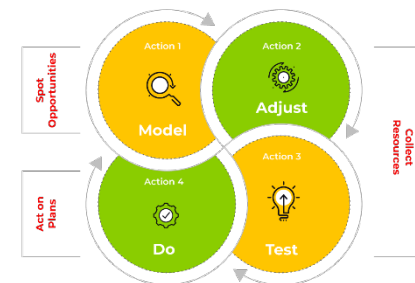 Action 1
Model
Action 2
Adjust
Spot
Opportunities
Collect
Resources
Action 4
Do
Action 3
Test
Act on
Plans